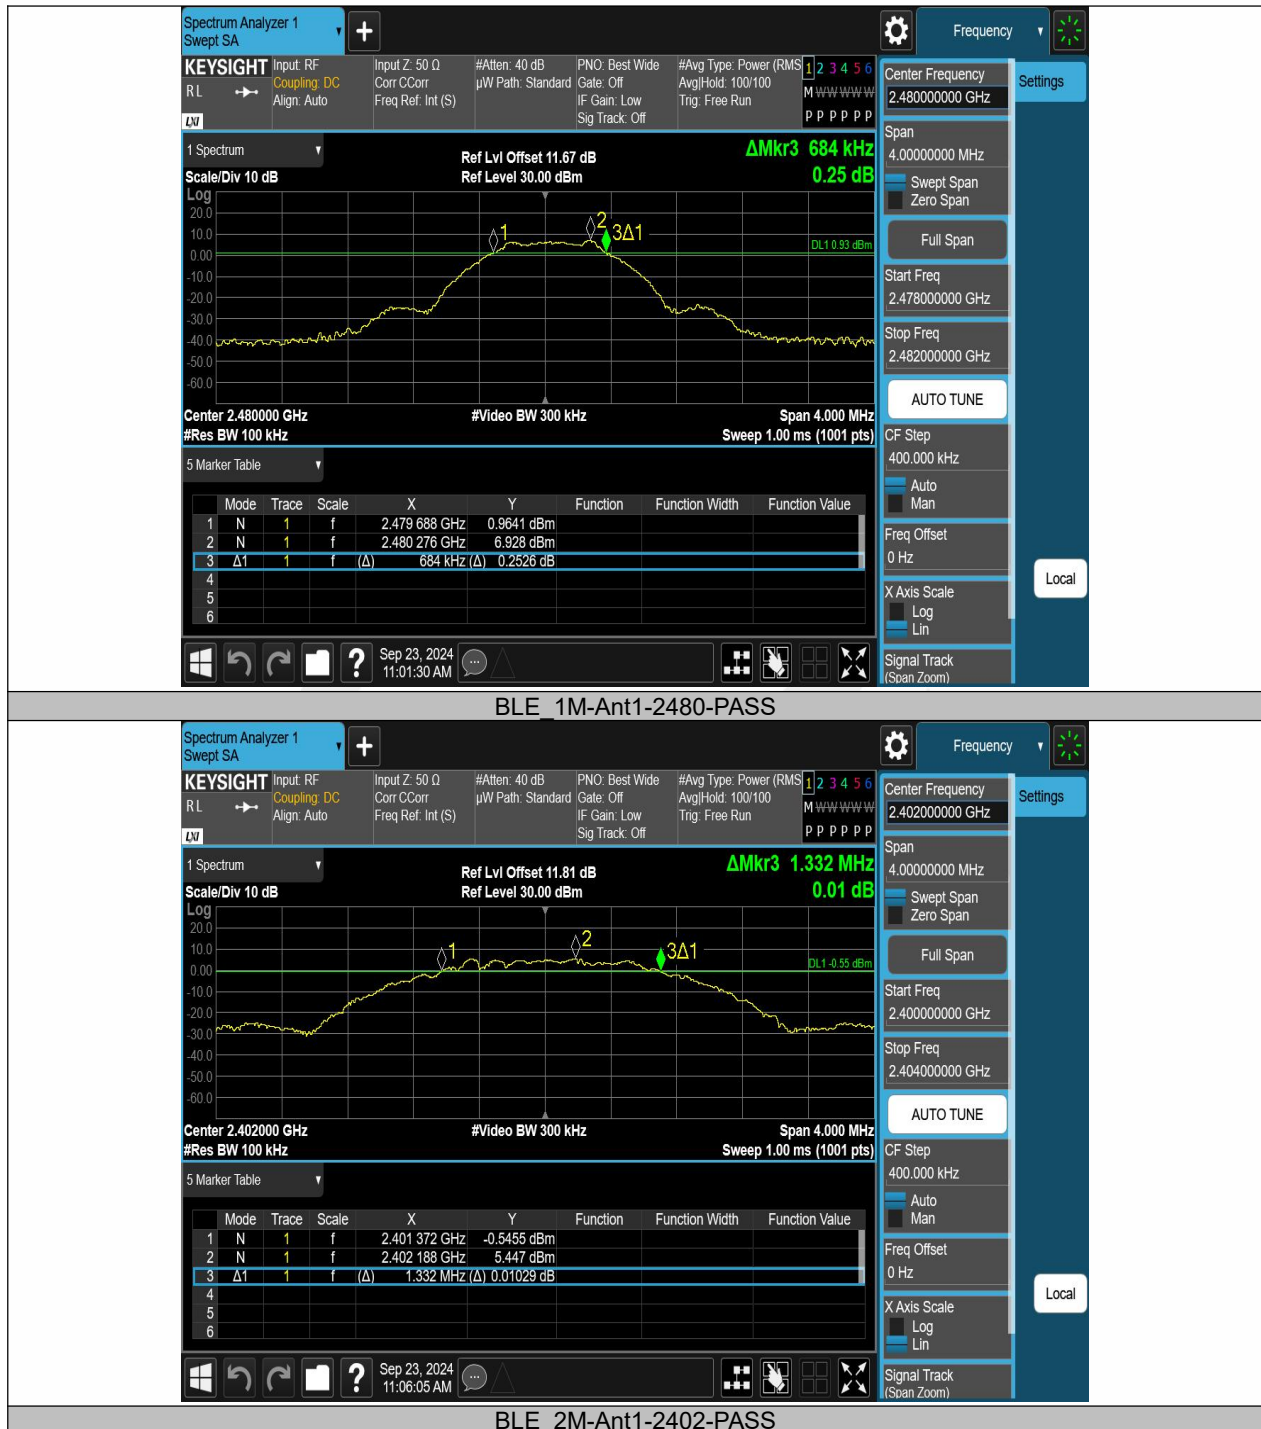 Spectrum Analyzer 1
Swept SA
+
Frequency
KEYSIGHT
RL
LXI
Input: RF
Coupling: DC
Align: Auto
Input Z: 50 Ω
Corr CCorr
Freq Ref: Int (S)
#Atten: 40 dB
µW Path: Standard
PNO: Best Wide
Gate: Off
IF Gain: Low
Sig Track: Off
#Avg Type: Power (RMS
Avg|Hold: 100/100
Trig: Free Run
1 2 3 4 5 6
M W W W W W
P P P P P P
1 Spectrum
Scale/Div 10 dB
Ref Lvl Offset 11.67 dB
Ref Level 30.00 dBm
ΔMkr3 684 kHz
0.25 dB
Log
20.0
10.0
0.00
-10.0
-20.0
-30.0
-40.0
-50.0
-60.0
1
2
3Δ1
DL1 0.93 dBm
Center 2.480000 GHz
#Res BW 100 kHz
#Video BW 300 kHz
Span 4.000 MHz
Sweep 1.00 ms (1001 pts)
5 Marker Table
Mode Trace Scale X Y Function Function Width Function Value
1 N 1 f 2.479 688 GHz 0.9641 dBm
2 N 1 f 2.480 276 GHz 6.928 dBm
3 Δ1 1 f (Δ) 684 kHz (Δ) 0.2526 dB
4
5
6
?
Sep 23, 2024
11:01:30 AM
Center Frequency
2.480000000 GHz
Settings
Span
4.00000000 MHz
Swept Span
Zero Span
Full Span
Start Freq
2.478000000 GHz
Stop Freq
2.482000000 GHz
AUTO TUNE
CF Step
400.000 kHz
Auto
Man
Freq Offset
0 Hz
Local
X Axis Scale
Log
Lin
Signal Track
(Span Zoom)
BLE_1M-Ant1-2480-PASS
Spectrum Analyzer 1
Swept SA
+
Frequency
KEYSIGHT
RL
LXI
Input: RF
Coupling: DC
Align: Auto
Input Z: 50 Ω
Corr CCorr
Freq Ref: Int (S)
#Atten: 40 dB
µW Path: Standard
PNO: Best Wide
Gate: Off
IF Gain: Low
Sig Track: Off
#Avg Type: Power (RMS
Avg|Hold: 100/100
Trig: Free Run
1 2 3 4 5 6
M W W W W W
P P P P P P
1 Spectrum
Scale/Div 10 dB
Ref Lvl Offset 11.81 dB
Ref Level 30.00 dBm
ΔMkr3 1.332 MHz
0.01 dB
Log
20.0
10.0
0.00
-10.0
-20.0
-30.0
-40.0
-50.0
-60.0
1
2
3Δ1
DL1 -0.55 dBm
Center 2.402000 GHz
#Res BW 100 kHz
#Video BW 300 kHz
Span 4.000 MHz
Sweep 1.00 ms (1001 pts)
5 Marker Table
Mode Trace Scale X Y Function Function Width Function Value
1 N 1 f 2.401 372 GHz -0.5455 dBm
2 N 1 f 2.402 188 GHz 5.447 dBm
3 Δ1 1 f (Δ) 1.332 MHz (Δ) 0.01029 dB
4
5
6
?
Sep 23, 2024
11:06:05 AM
Center Frequency
2.402000000 GHz
Settings
Span
4.00000000 MHz
Swept Span
Zero Span
Full Span
Start Freq
2.400000000 GHz
Stop Freq
2.404000000 GHz
AUTO TUNE
CF Step
400.000 kHz
Auto
Man
Freq Offset
0 Hz
Local
X Axis Scale
Log
Lin
Signal Track
(Span Zoom)
BLE_2M-Ant1-2402-PASS